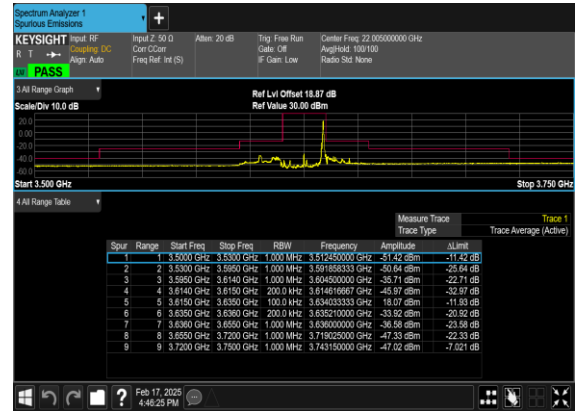 Spectrum Analyzer 1
Spurious Emissions
KEYSIGHT Input: RF Input Z: 50 Ω Atten: 20 dB Trig: Free Run Center Freq: 22.005000000 GHz
R T Coupling: DC Corr CCorr Gate: Off Avg|Hold: 100/100
Align: Auto Freq Ref: Int (S) IF Gain: Low Radio Std: None
LV PASS
3 All Range Graph
Ref Lvl Offset 18.87 dB
Scale/Div 10.0 dB Ref Value 30.00 dBm
20.0
0.00
-20.0
-40.0
-60.0
Start 3.500 GHz Stop 3.750 GHz
4 All Range Table
Measure Trace Trace 1
Trace Type Trace Average (Active)
Spur Range Start Freq Stop Freq RBW Frequency Amplitude ΔLimit
1 1 3.5000 GHz 3.5300 GHz 1.000 MHz 3.512450000 GHz -51.42 dBm -11.42 dB
2 2 3.5300 GHz 3.5950 GHz 1.000 MHz 3.591858333 GHz -50.64 dBm -25.64 dB
3 3 3.5950 GHz 3.6140 GHz 1.000 MHz 3.604500000 GHz -35.71 dBm -22.71 dB
4 4 3.6140 GHz 3.6150 GHz 200.0 kHz 3.614616667 GHz -45.97 dBm -32.97 dB
5 5 3.6150 GHz 3.6350 GHz 100.0 kHz 3.634033333 GHz 18.07 dBm -11.93 dB
6 6 3.6350 GHz 3.6360 GHz 200.0 kHz 3.635210000 GHz -33.92 dBm -20.92 dB
7 7 3.6360 GHz 3.6550 GHz 1.000 MHz 3.636000000 GHz -36.58 dBm -23.58 dB
8 8 3.6550 GHz 3.7200 GHz 1.000 MHz 3.719025000 GHz -47.33 dBm -22.33 dB
9 9 3.7200 GHz 3.7500 GHz 1.000 MHz 3.743150000 GHz -47.02 dBm -7.021 dB
Feb 17, 2025
4:46:25 PM